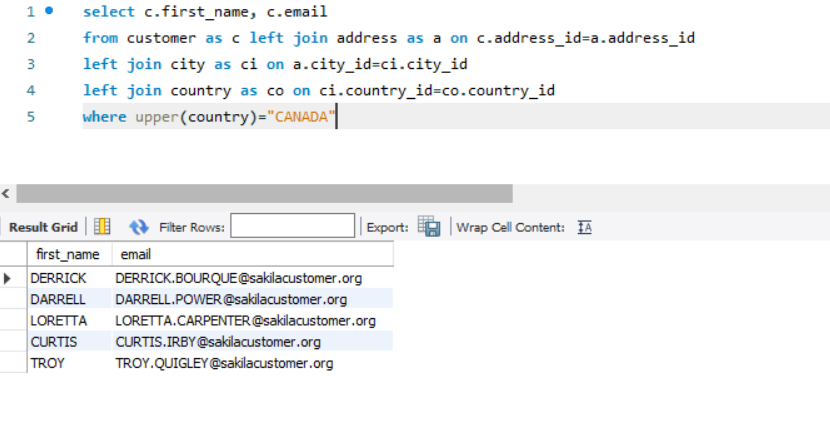 1 select c.first_name, c.email
2 from customer as c left join address as a on c.address_id=a.address_id
3 left join city as ci on a.city_id=ci.city_id
4 left join country as co on ci.country_id=co.country_id
5 where upper(country)="CANADA"
Result Grid Filter Rows: Export: Wrap Cell Content: IA
first_name email
DERRICK DERRICK.BOURQUE@sakilacustomer.org
DARRELL DARRELL.POWER@sakilacustomer.org
LORETTA LORETTA.CARPENTER@sakilacustomer.org
CURTIS CURTIS.IRBY@sakilacustomer.org
TROY TROY.QUIGLEY@sakilacustomer.org